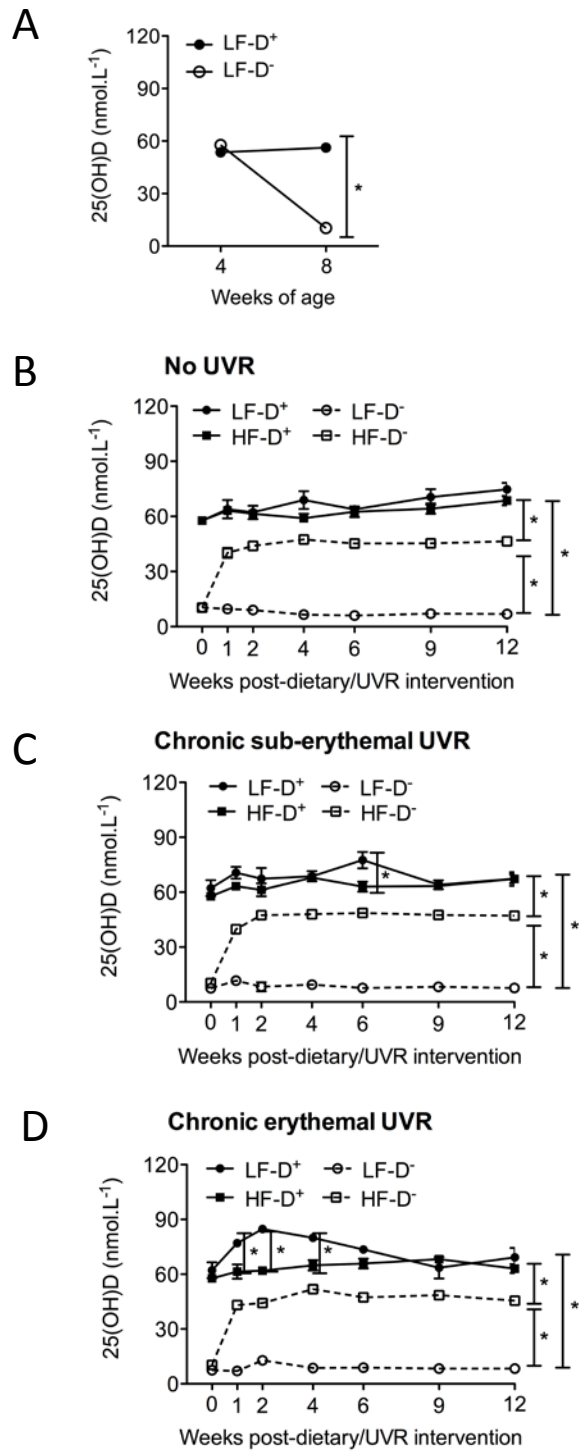 A
LF-D⁺
LF-D⁻
120
90
60
30
0
25(OH)D (nmol.L⁻¹)
*
4 8
Weeks of age
B
No UVR
LF-D⁺ LF-D⁻
HF-D⁺ HF-D⁻
120
90
60
30
0
25(OH)D (nmol.L⁻¹)
*
*
*
0 1 2 4 6 9 12
Weeks post-dietary/UVR intervention
C
Chronic sub-erythemal UVR
LF-D⁺ LF-D⁻
HF-D⁺ HF-D⁻
120
90
60
30
0
25(OH)D (nmol.L⁻¹)
*
*
*
*
0 1 2 4 6 9 12
Weeks post-dietary/UVR intervention
D
Chronic erythemal UVR
LF-D⁺ LF-D⁻
HF-D⁺ HF-D⁻
120
90
60
30
0
25(OH)D (nmol.L⁻¹)
* * *
*
*
*
0 1 2 4 6 9 12
Weeks post-dietary/UVR intervention